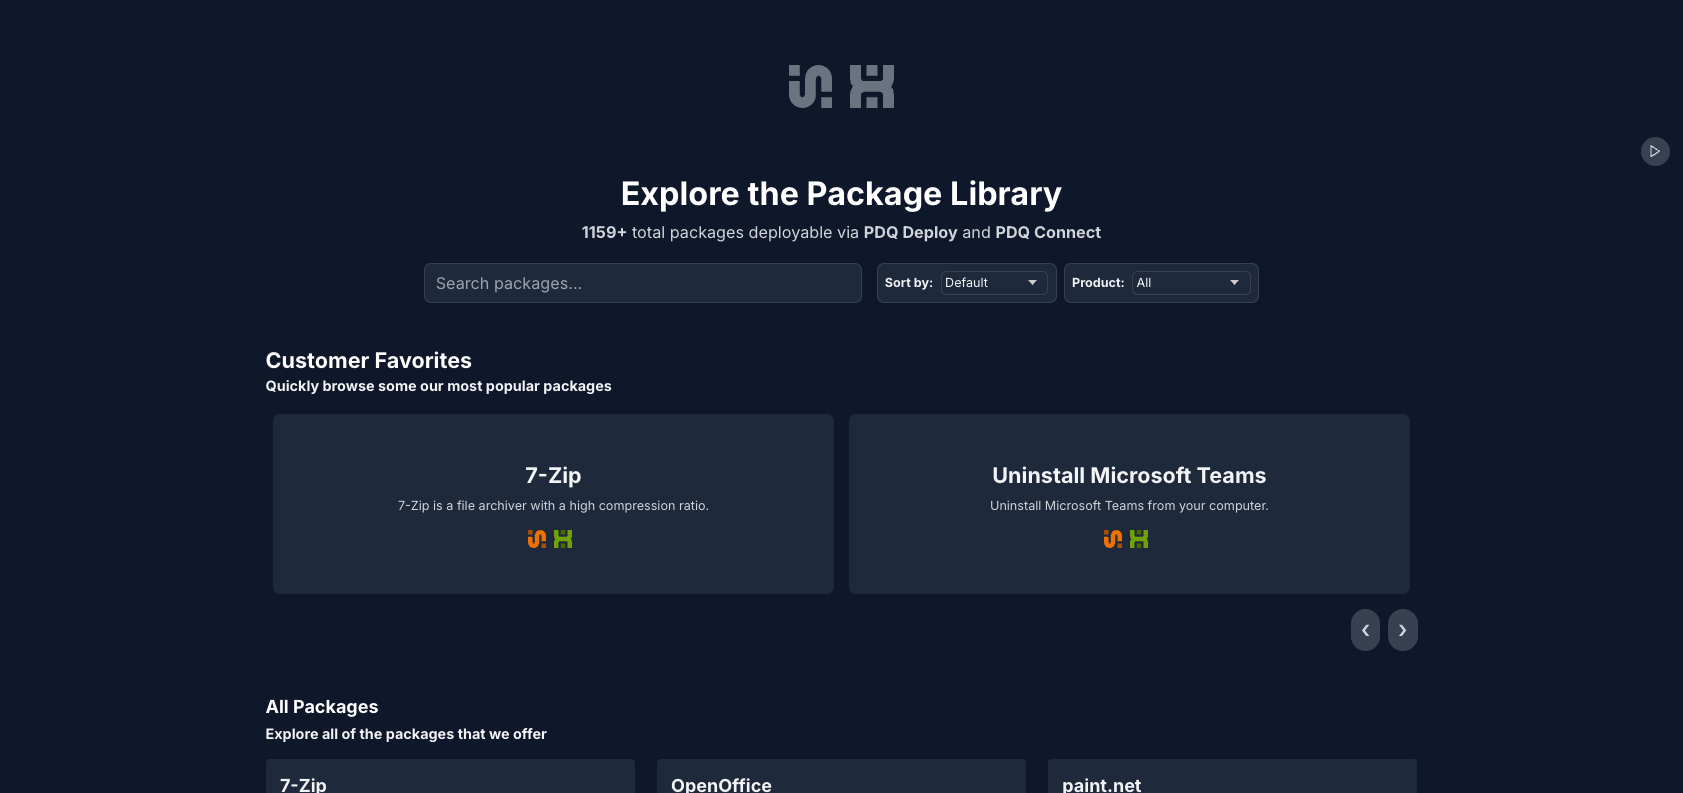 Explore the Package Library
1159+ total packages deployable via PDQ Deploy and PDQ Connect
Search packages...
Sort by: Default
Product: All
Customer Favorites
Quickly browse some our most popular packages
7-Zip
7-Zip is a file archiver with a high compression ratio.
Uninstall Microsoft Teams
Uninstall Microsoft Teams from your computer.
All Packages
Explore all of the packages that we offer
7-Zip
OpenOffice
paint.net